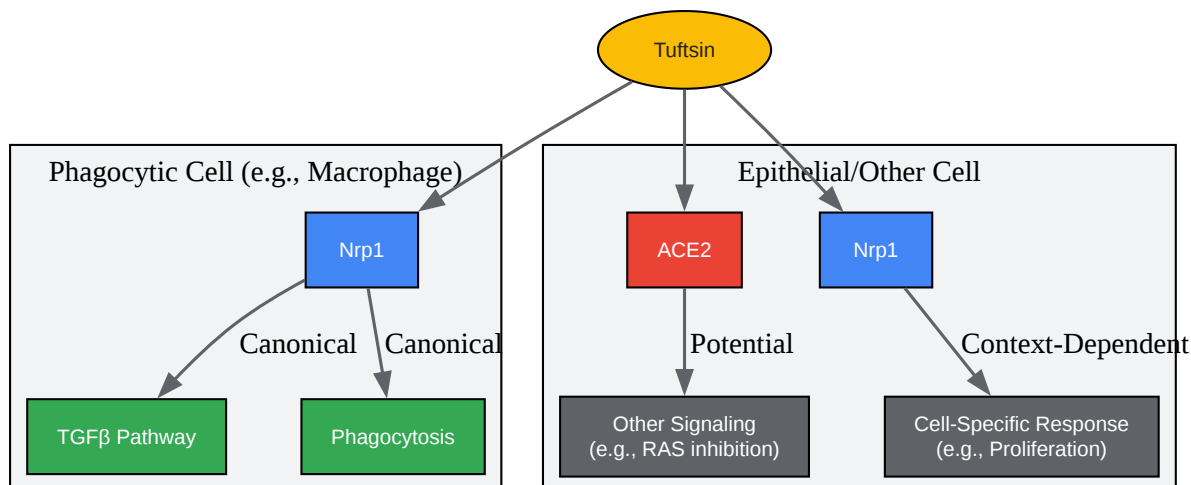 Tuftsin
Phagocytic Cell (e.g., Macrophage)
Epithelial/Other Cell
Nrp1
ACE2
Nrp1
Canonical
Canonical
Potential
Context-Dependent
TGFβ Pathway
Phagocytosis
Other Signaling
(e.g., RAS inhibition)
Cell-Specific Response
(e.g., Proliferation)